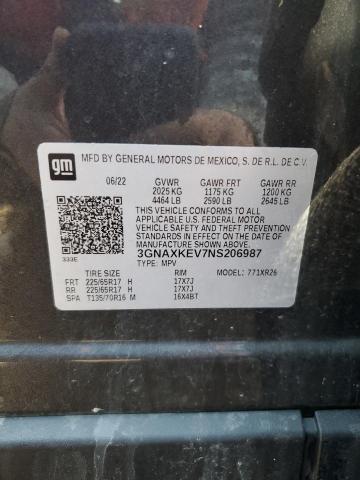 gm
MFD BY GENERAL MOTORS DE MEXICO, S. DE R.L. DE C.V.
06/22 GVWR GAWR FRT GAWR RR
2025 KG 1175 KG 1200 KG
4464 LB 2590 LB 2645 LB
THIS VEHICLE CONFORMS TO ALL APPLICABLE
U.S. FEDERAL MOTOR
VEHICLE SAFETY AND THEFT PREVENTION
STANDARDS IN EFFECT ON THE DATE OF
MANUFACTURE SHOWN ABOVE.
333E 3GNAXKEV7NS206987
TYPE: MPV
TIRE SIZE RIM MODEL: 771XR26
FRT 225/65R17 H 17X7J
RR 225/65R17 H 17X7J
SPA T135/70R16 M 16X4BT